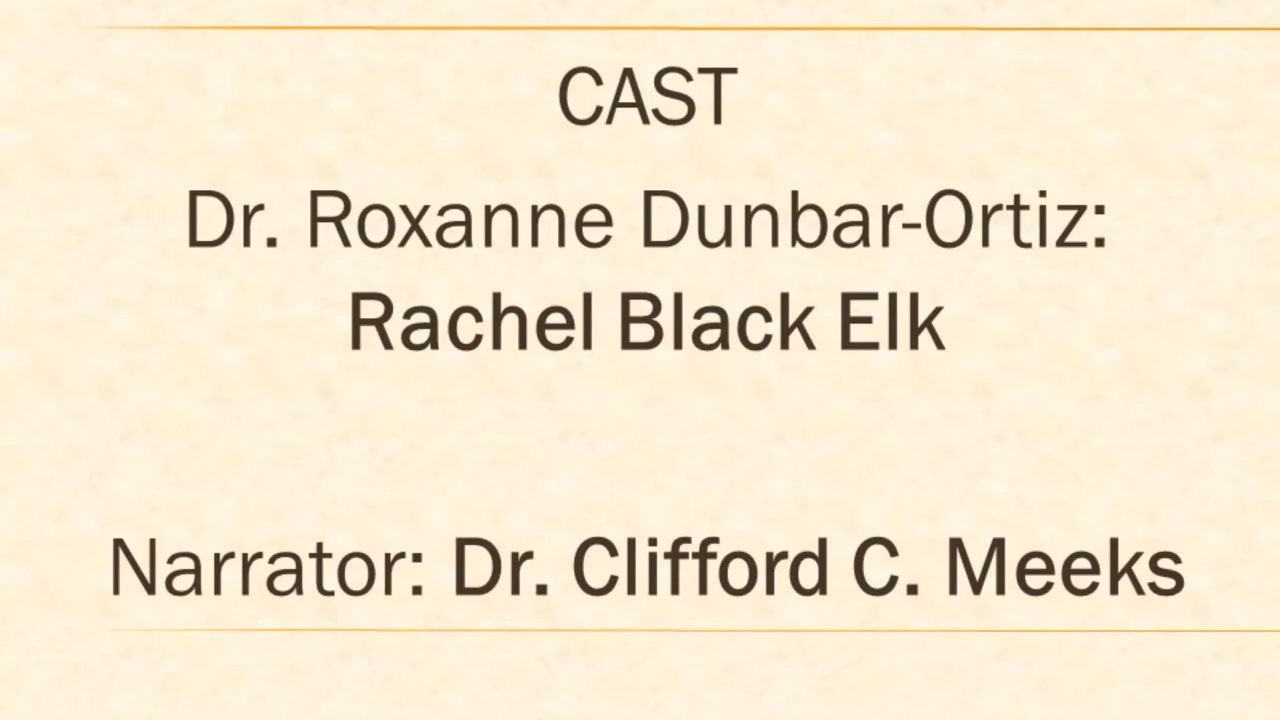 CAST
Dr. Roxanne Dunbar-Ortiz:
Rachel Black Elk
Narrator: Dr. Clifford C. Meeks